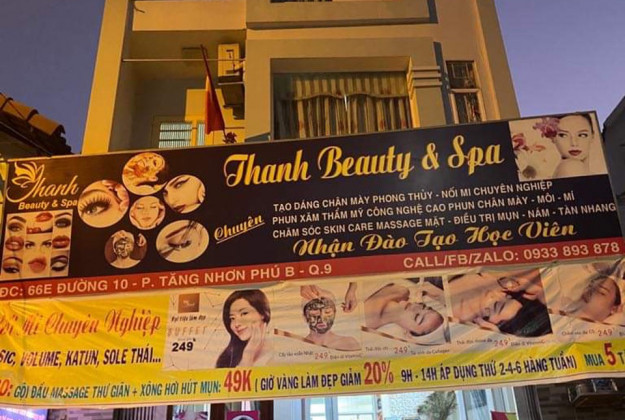 Thanh
Beauty & Spa
Thanh Beauty & Spa
Chuyên
TẠO DÁNG CHÂN MÀY PHONG THỦY - NỐI MI CHUYÊN NGHIỆP
PHUN XĂM THẨM MỸ CÔNG NGHỆ CAO PHUN CHÂN MÀY - MÔI - MÍ
CHĂM SÓC SKIN CARE MASSAGE MẶT - ĐIỀU TRỊ MỤN - NÁM - TÀN NHANG
Nhận Đào Tạo Học Viên
ĐC: 66E ĐƯỜNG 10 - P. TĂNG NHƠN PHÚ B - Q.9
CALL/FB/ZALO: 0933 893 878
Mi Chuyên Nghiệp
SIC, VOLUME, KATUN, SOLE THÁI...
BUFFET
249
249
249
249
249
GỘI ĐẦU MASSAGE THƯ GIÃN + XÔNG HƠI HÚT MỤN: 49K ( GIỜ VÀNG LÀM ĐẸP GIẢM 20% 9H - 14H ÁP DỤNG THỨ 2-4-6 HÀNG TUẦN) MUA 5 T